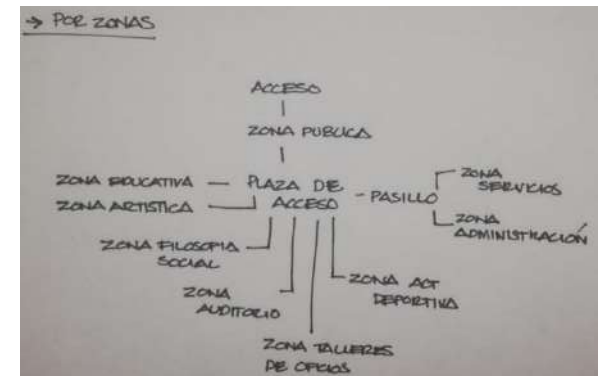 → POR ZONAS
ACCESO
ZONA PUBLICA
ZONA EDUCATIVA
ZONA ARTISTICA
PLAZA DE
ACCESO
PASILLO
ZONA
SERVICIOS
ZONA
ADMINISTRACIÓN
ZONA FILOSOFIA
SOCIAL
ZONA
AUDITORIO
ZONA TALLERES
DE OFICIOS
ZONA ACT
DEPORTIVA